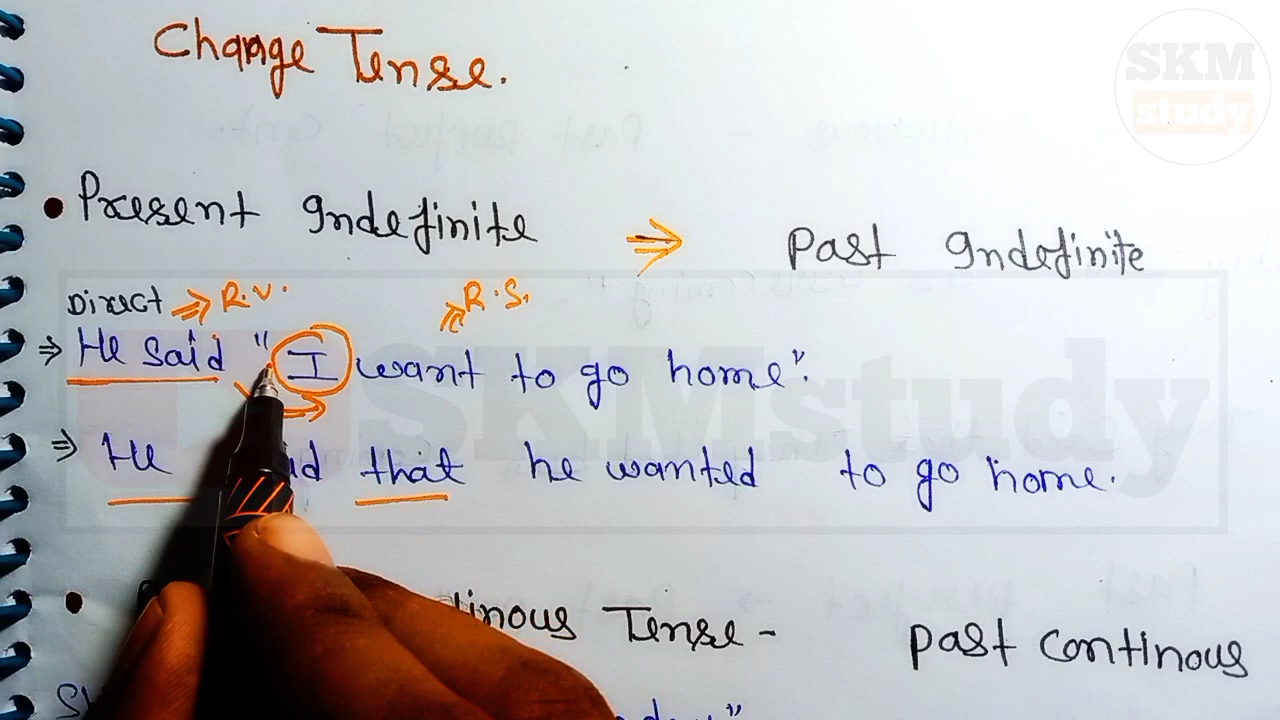 Change Tense.
SKM
study
• Present Indefinite ⇒ Past Indefinite
Direct ⇒ R.V. ⇒ R.S.
⇒ He said "I want to go home".
SKMstudy
⇒ He that he wanted to go home.
• Tense - Past Continous